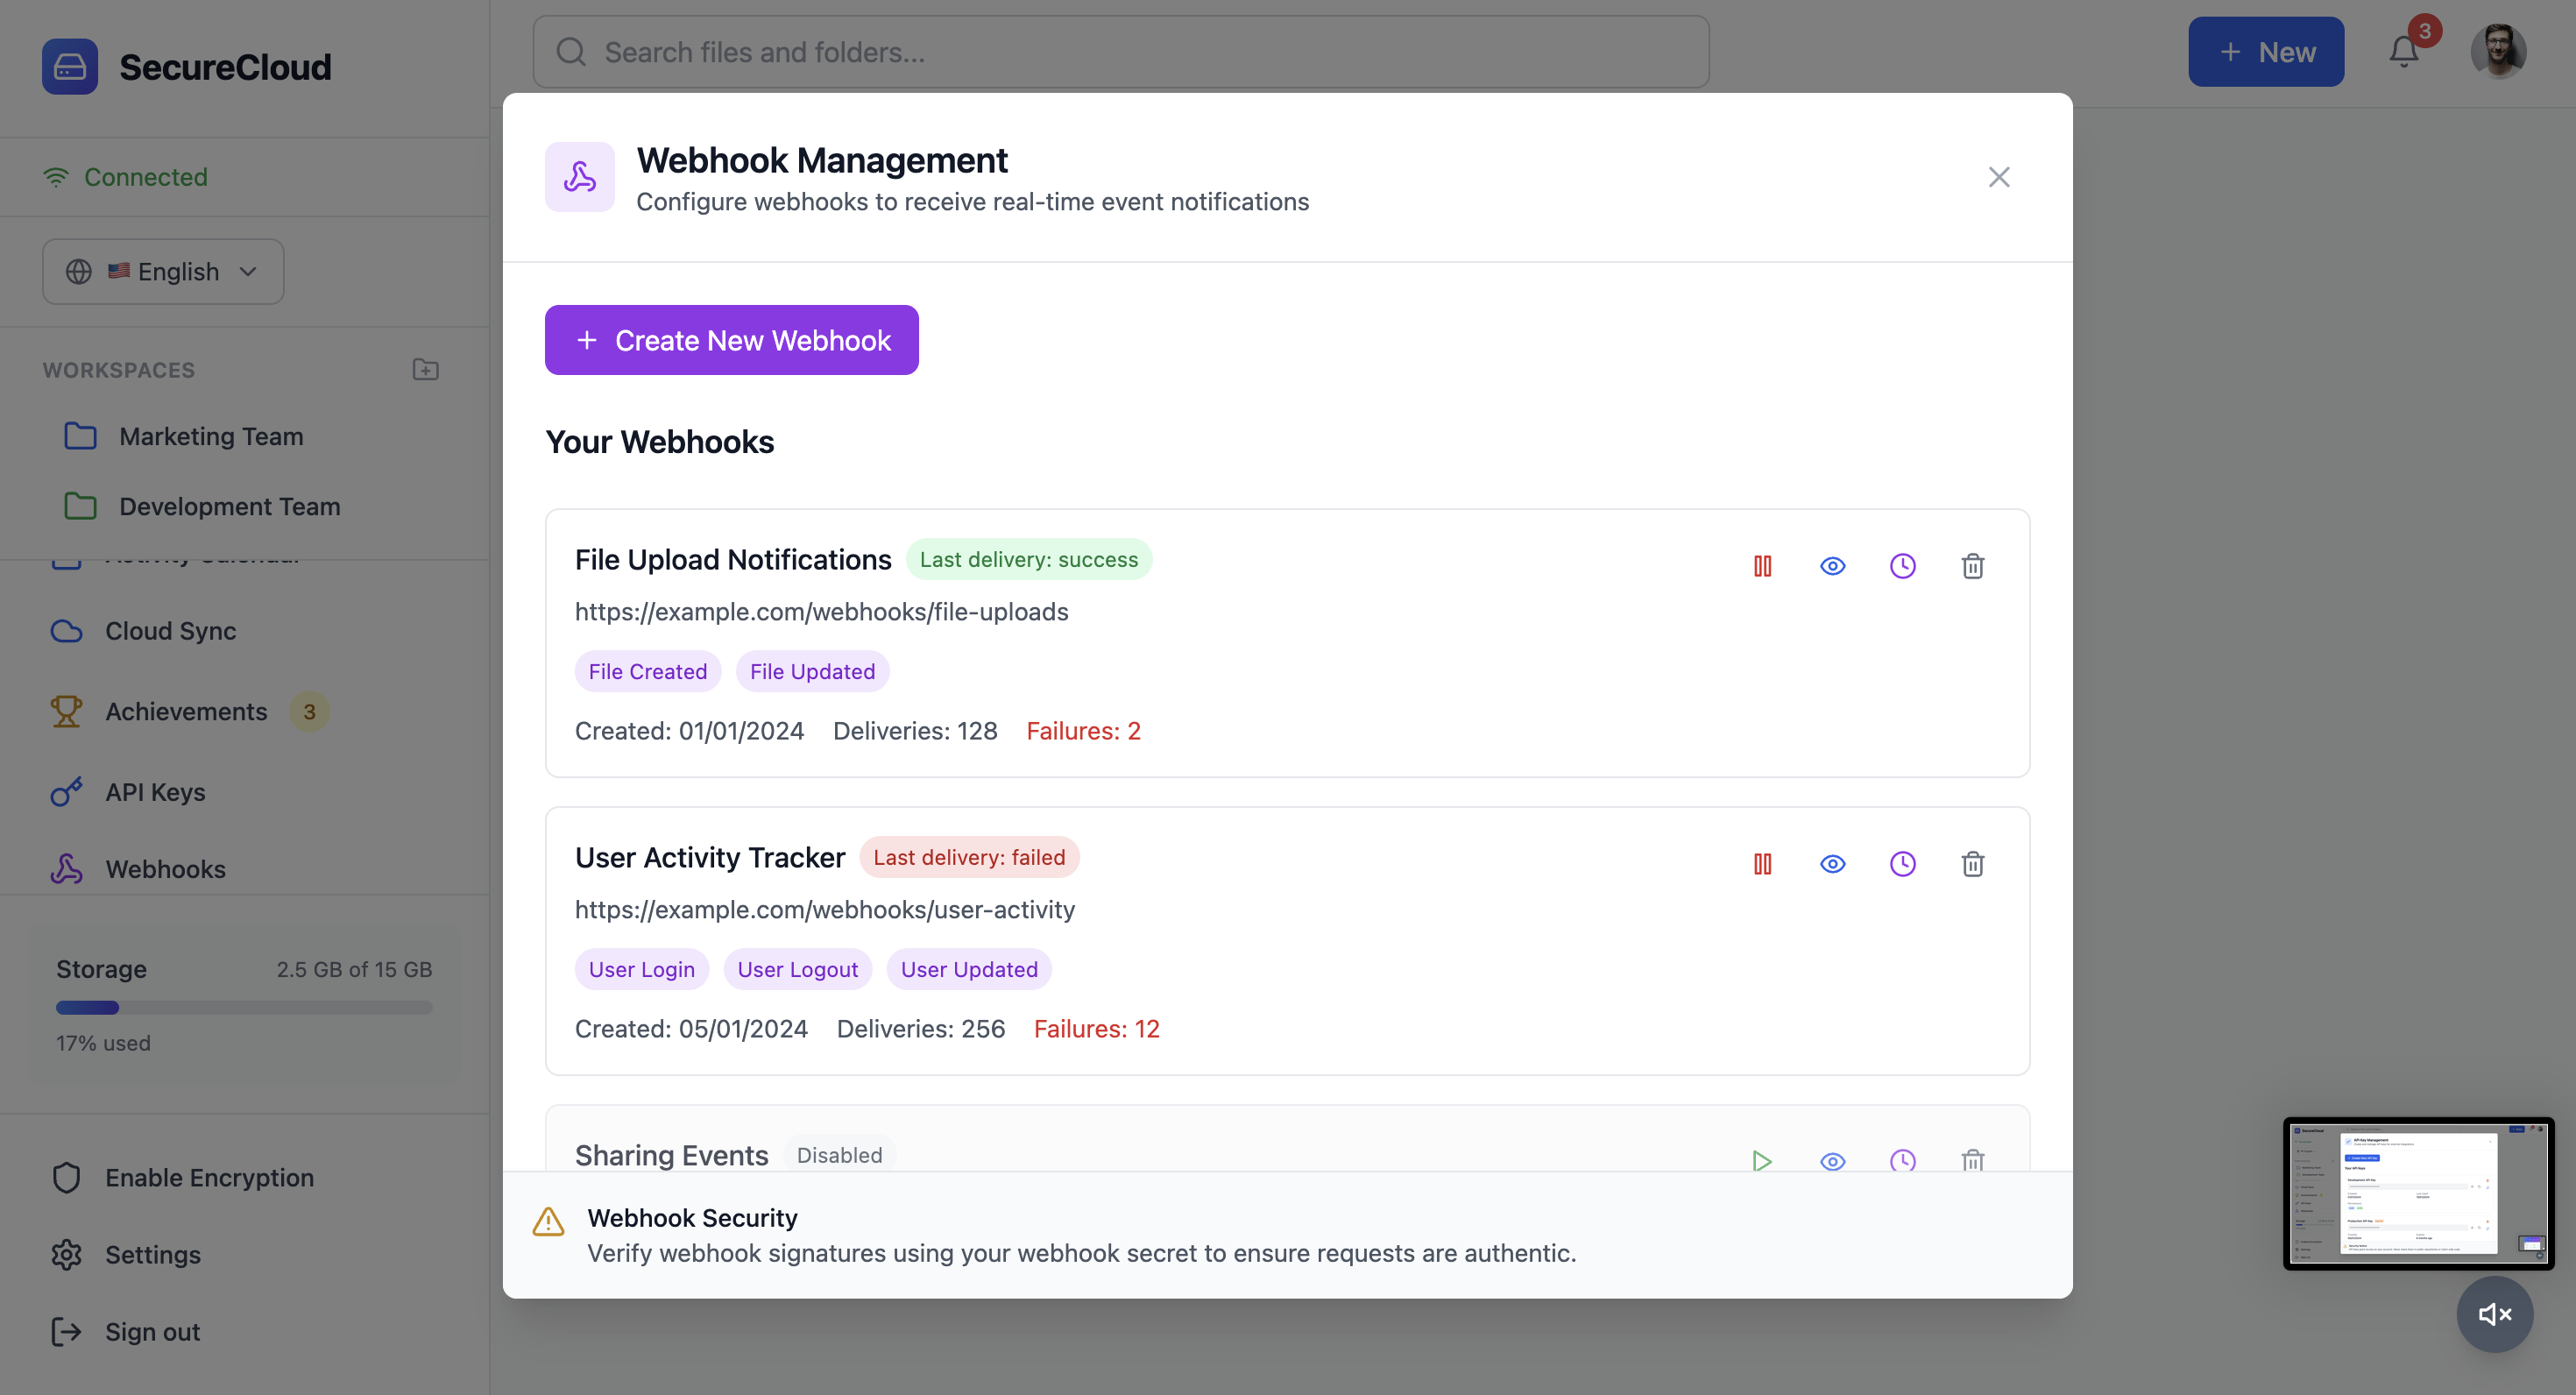 SecureCloud
Search files and folders...
New
3
Connected
🇺🇸 English
WORKSPACES
Marketing Team
Development Team
Activity Calendar
Cloud Sync
Achievements 3
API Keys
Webhooks
Storage 2.5 GB of 15 GB
17% used
Enable Encryption
Settings
Sign out
Webhook Management
Configure webhooks to receive real-time event notifications
Create New Webhook
Your Webhooks
File Upload Notifications Last delivery: success
https://example.com/webhooks/file-uploads
File Created File Updated
Created: 01/01/2024 Deliveries: 128 Failures: 2
User Activity Tracker Last delivery: failed
https://example.com/webhooks/user-activity
User Login User Logout User Updated
Created: 05/01/2024 Deliveries: 256 Failures: 12
Sharing Events Disabled
Webhook Security
Verify webhook signatures using your webhook secret to ensure requests are authentic.
SecureCloud
API Key Management